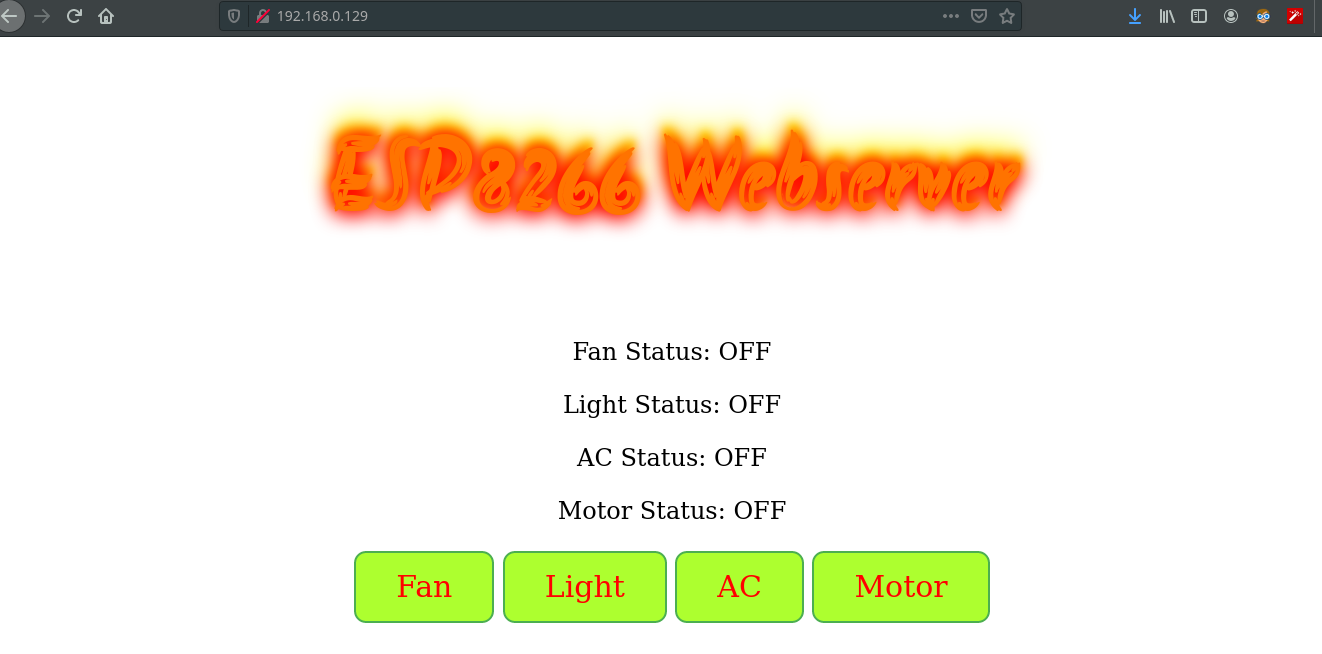 192.168.0.129
ESP8266 Webserver
Fan Status: OFF
Light Status: OFF
AC Status: OFF
Motor Status: OFF
Fan Light AC Motor